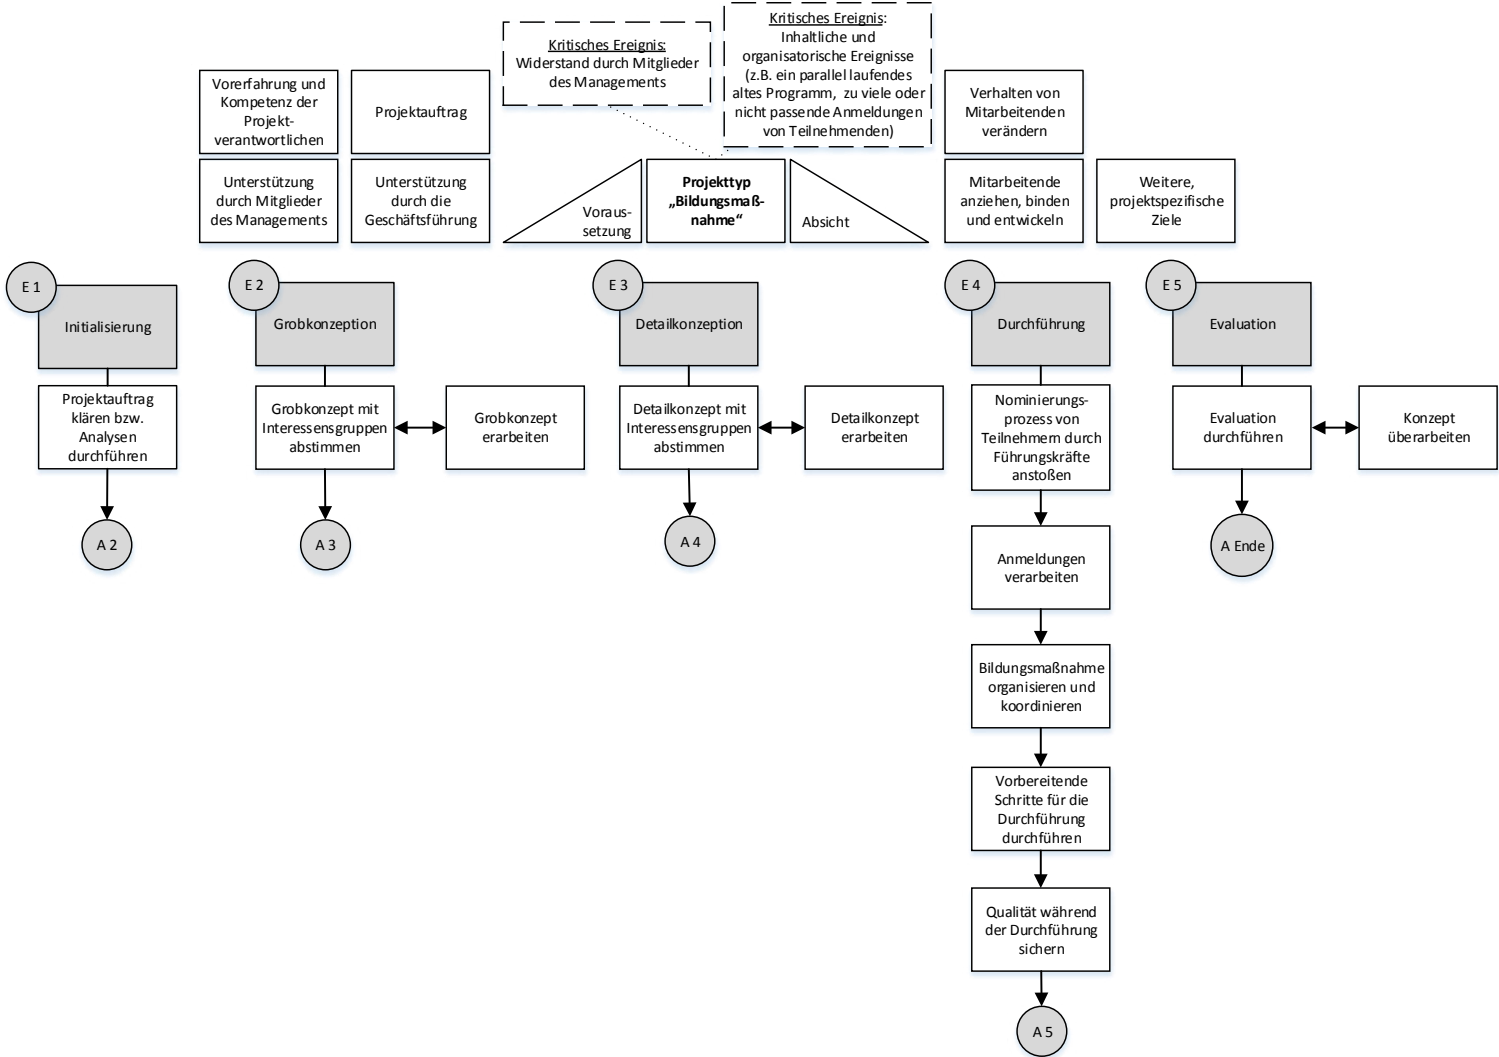 Kritisches Ereignis:
Widerstand durch Mitglieder
des Managements
Kritisches Ereignis:
Inhaltliche und
organisatorische Ereignisse
(z.B. ein parallel laufendes
altes Programm, zu viele oder
nicht passende Anmeldungen
von Teilnehmenden)
Vorerfahrung und
Kompetenz der
Projekt-
verantwortlichen
Projektauftrag
Verhalten von
Mitarbeitenden
verändern
Unterstützung
durch Mitglieder
des Managements
Unterstützung
durch die
Geschäftsführung
Voraus-
setzung
Projekttyp
„Bildungsmaß-
nahme“
Absicht
Mitarbeitende
anziehen, binden
und entwickeln
Weitere,
projektspezifische
Ziele
E 1
Initialisierung
Projektauftrag
klären bzw.
Analysen
durchführen
A 2
E 2
Grobkonzeption
Grobkonzept mit
Interessensgruppen
abstimmen
Grobkonzept
erarbeiten
A 3
E 3
Detailkonzeption
Detailkonzept mit
Interessensgruppen
abstimmen
Detailkonzept
erarbeiten
A 4
E 4
Durchführung
Nominierungs-
prozess von
Teilnehmern durch
Führungskräfte
anstoßen
Anmeldungen
verarbeiten
Bildungsmaßnahme
organisieren und
koordinieren
Vorbereitende
Schritte für die
Durchführung
durchführen
Qualität während
der Durchführung
sichern
A 5
E 5
Evaluation
Evaluation
durchführen
Konzept
überarbeiten
A Ende